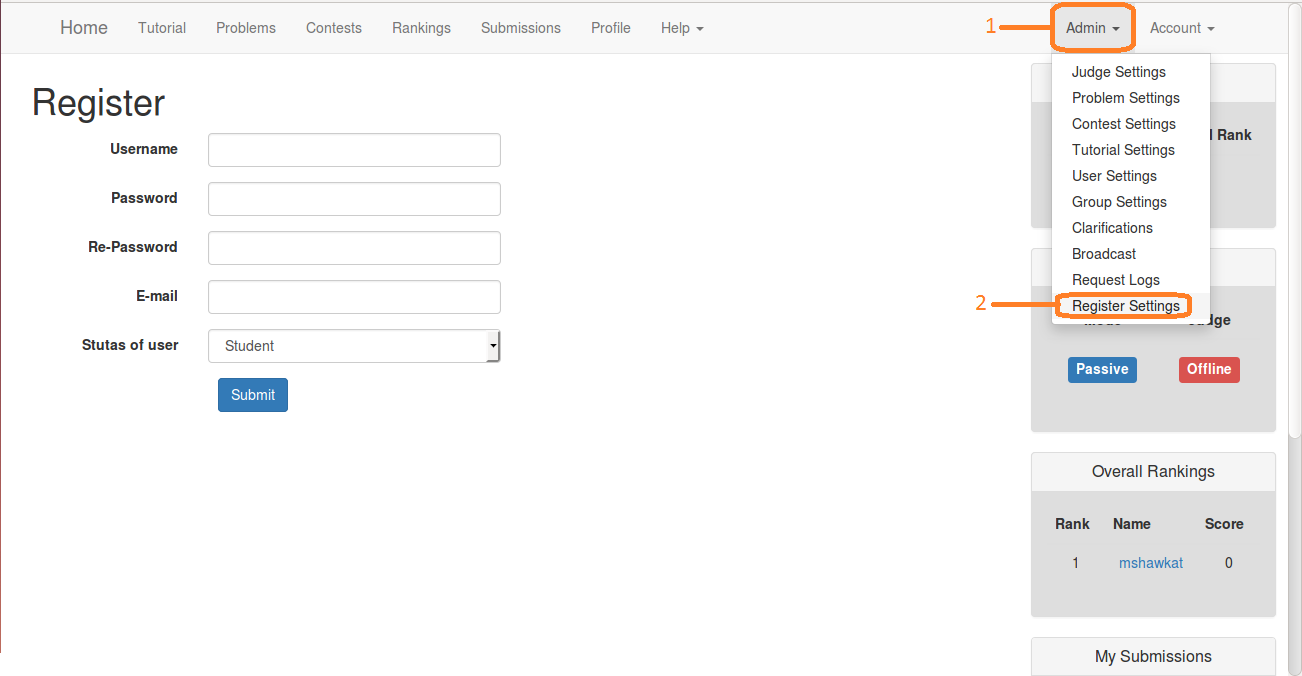 Home Tutorial Problems Contests Rankings Submissions Profile Help 1 Admin Account
Judge Settings
Problem Settings
Contest Settings
Tutorial Settings
User Settings
Group Settings
Clarifications
Broadcast
Request Logs
2 Register Settings
Register
Username
Password
Re-Password
E-mail
Stutas of user Student
Submit
Rank
Passive Offline
Overall Rankings
Rank Name Score
1 mshawkat 0
My Submissions